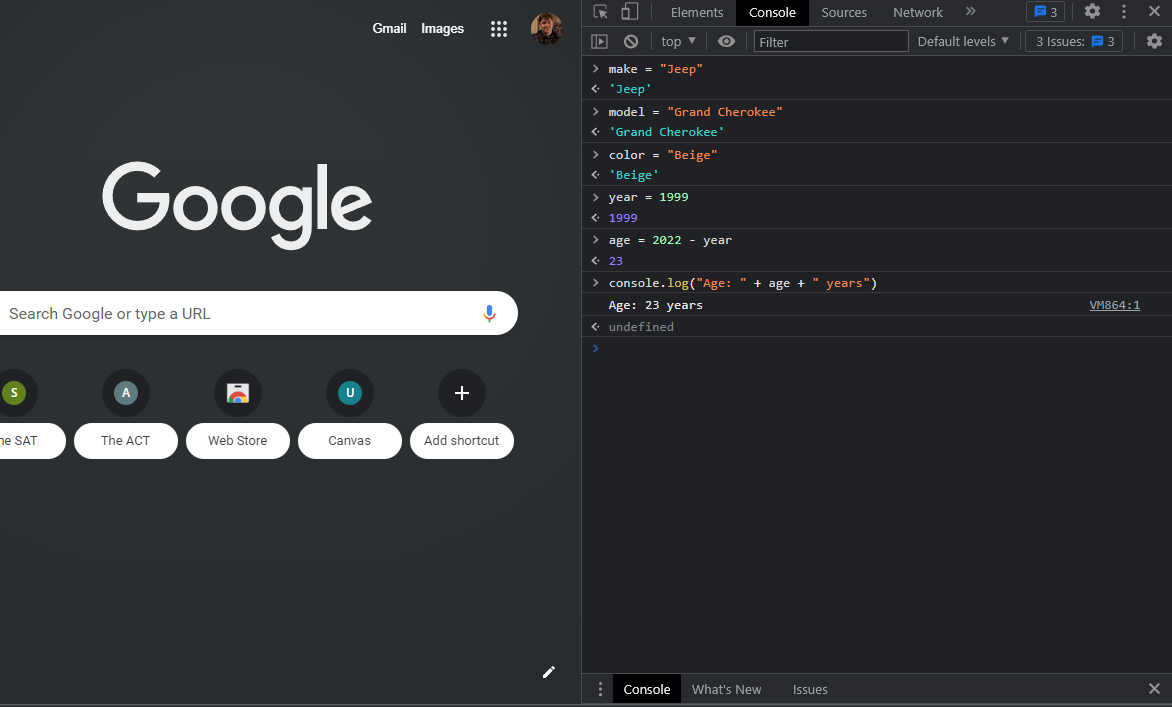 Gmail Images
Google
Search Google or type a URL
S
A
U
he SAT
The ACT
Web Store
Canvas
Add shortcut
Elements Console Sources Network » 3
top Filter Default levels 3 Issues: 3
> make = "Jeep"
<· 'Jeep'
> model = "Grand Cherokee"
<· 'Grand Cherokee'
> color = "Beige"
<· 'Beige'
> year = 1999
<· 1999
> age = 2022 - year
<· 23
> console.log("Age: " + age + " years")
Age: 23 years VM864:1
<· undefined
>
Console What's New Issues